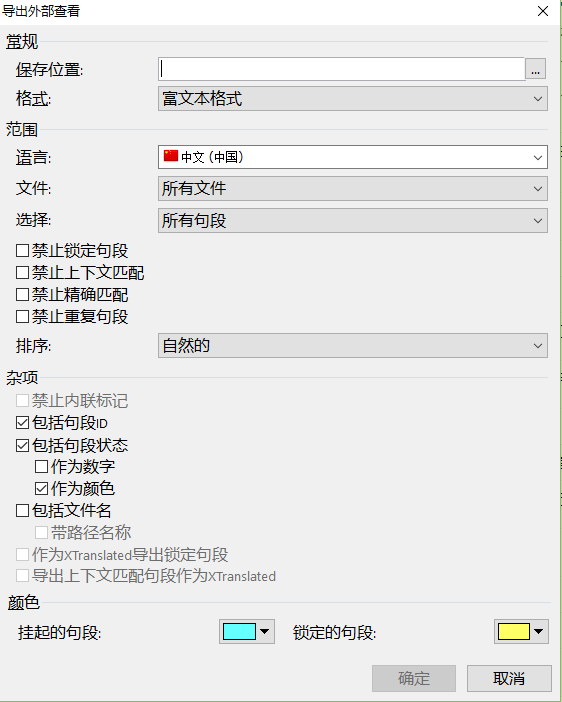 导出外部查看
常规
保存位置:
...
格式: 富文本格式
范围
语言: 中文 (中国)
文件: 所有文件
选择: 所有句段
禁止锁定句段
禁止上下文匹配
禁止精确匹配
禁止重复句段
排序: 自然的
杂项
禁止内联标记
包括句段ID
包括句段状态
作为数字
作为颜色
包括文件名
带路径名称
作为XTranslated导出锁定句段
导出上下文匹配句段作为XTranslated
颜色
挂起的句段: 锁定的句段:
确定 取消